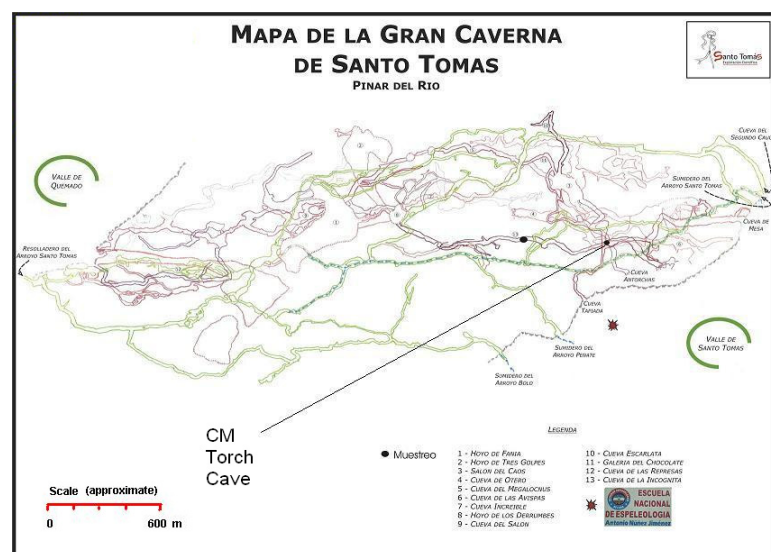 MAPA DE LA GRAN CAVERNA
DE SANTO TOMAS
PINAR DEL RIO
Santo Tomás
CUEVA DEL
SEGUNDO CAUCE
VALLE DE
QUEMADO
SUMIDERO DEL
ARROYO SANTO TOMAS
CUEVA DE
MESA
RESOLLADERO DEL
ARROYO SANTO TOMAS
CUEVA
ANTORCHAS
CUEVA
TAPIADA
VALLE DE
SANTO TOMAS
SUMIDERO DEL
ARROYO PEÑATE
SUMIDERO DEL
ARROYO BOLO
CM
Torch
Cave
Scale (approximate)
0 600 m
Muestreo
LEGENDA
1 - HOYO DE FANIA
2 - HOYO DE TRES GOLPES
3 - SALON DEL CAOS
4 - CUEVA DE OTERO
5 - CUEVA DEL MEGALOCNUS
6 - CUEVA DE LAS AVISPAS
7 - CUEVA INCREIBLE
8 - HOYO DE LOS DERRUMBES
9 - CUEVA DEL SALON
10 - CUEVA ESCARLATA
11 - GALERIA DEL CHOCOLATE
12 - CUEVA DE LAS REPRESAS
13 - CUEVA DE LA INCOGNITA
ESCUELA
NACIONAL
DE ESPELEOLOGIA
Antonio Núñez Jiménez